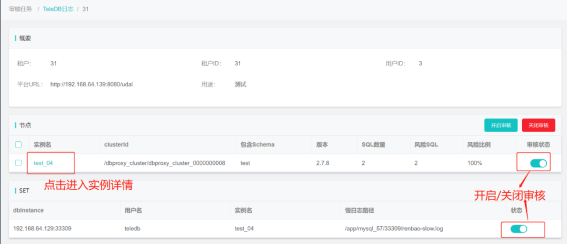 审核任务 / TeleDB日志 / 31
概要
租户: 31 租户ID: 31 用户ID: 3
平台URL: http://192.168.64.139:8080/udal 用途: 测试
节点 开启审核 关闭审核
实例名 clusterId 包含Schema 版本 SQL数量 风险SQL 风险比例 审核状态
test_04 /dbproxy_cluster/dbproxy_cluster_0000000008 test 2.7.8 2 2 100%
点击进入实例详情
开启/关闭审核
SET
dbInstance 用户名 实例名 慢日志路径 状态
192.168.64.129:33309 teledb test_04 /app/mysql_57/33309/renbao-slow.log